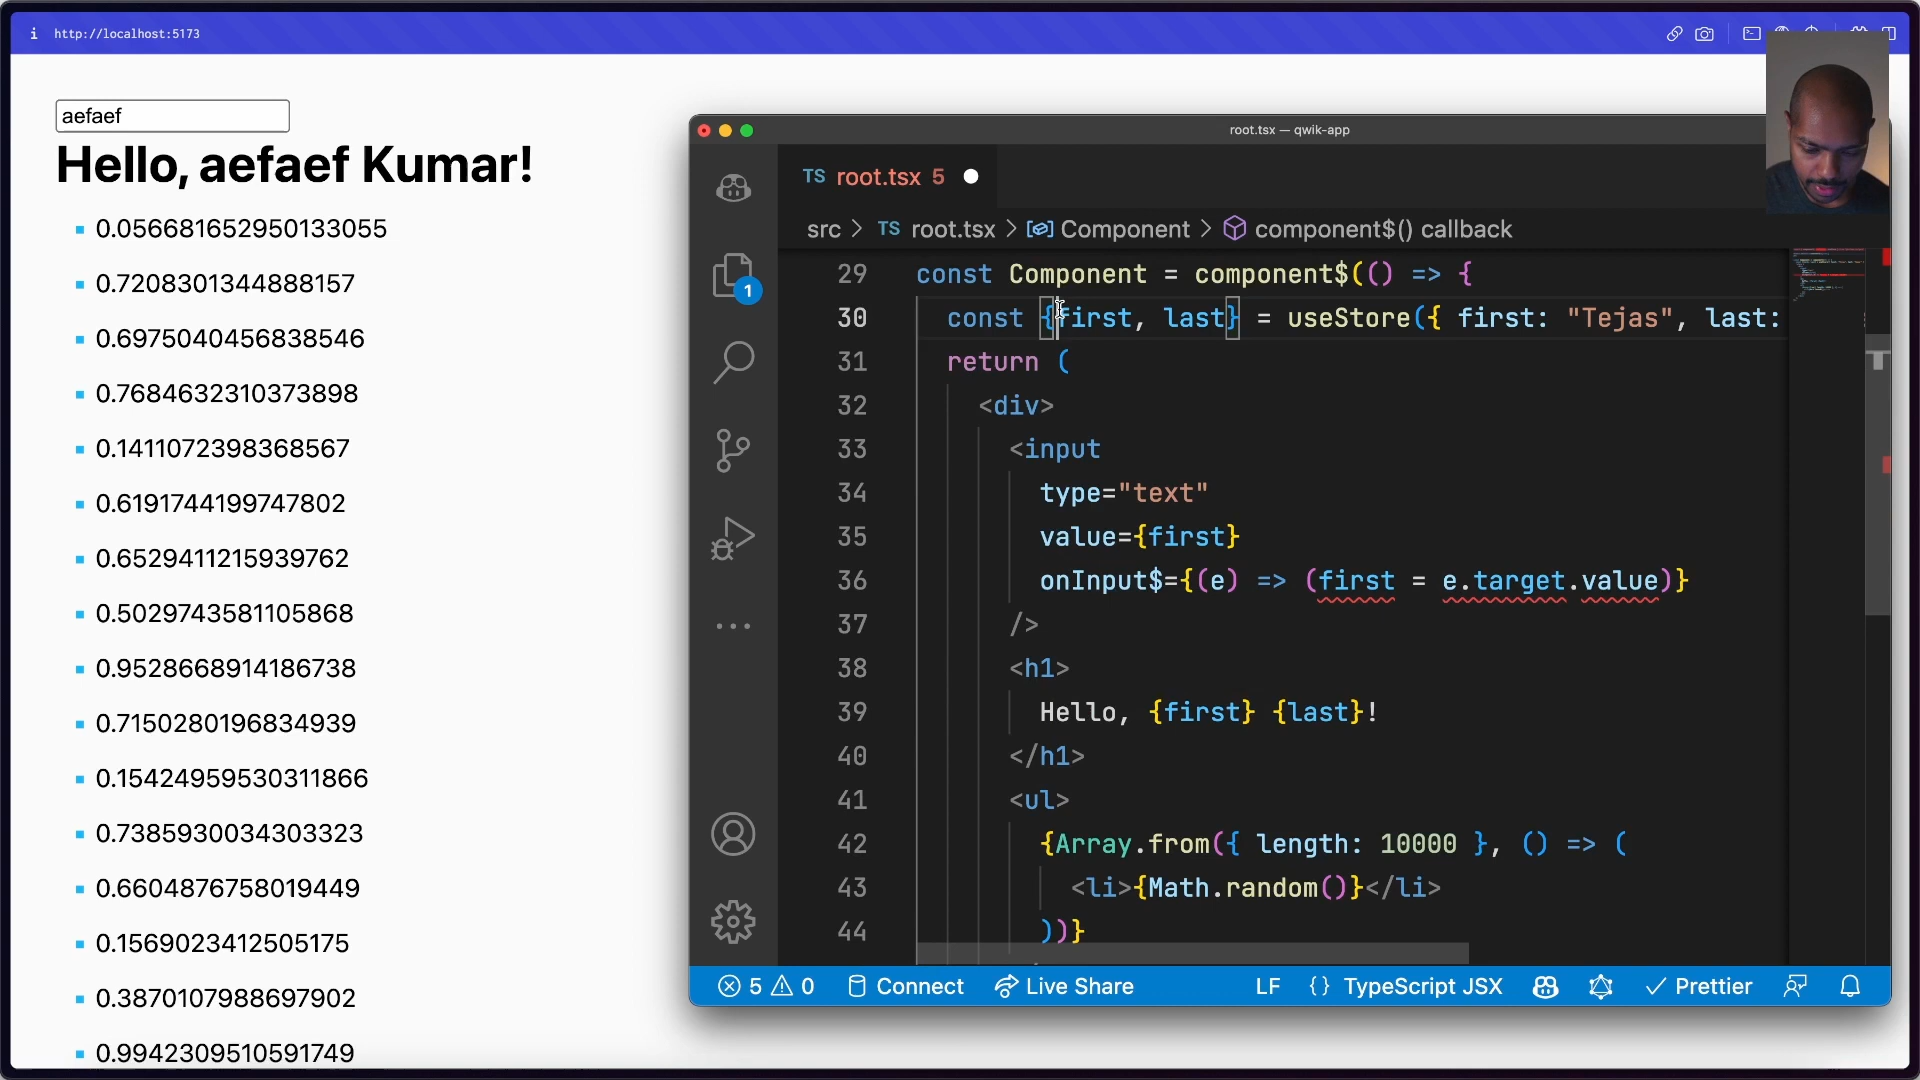 i http://localhost:5173
aefaef
Hello, aefaef Kumar!
0.056681652950133055
0.7208301344888157
0.6975040456838546
0.7684632310373898
0.1411072398368567
0.6191744199747802
0.6529411215939762
0.5029743581105868
0.9528668914186738
0.7150280196834939
0.15424959530311866
0.7385930034303323
0.6604876758019449
0.1569023412505175
0.3870107988697902
0.9942309510591749
root.tsx — qwik-app
TS root.tsx 5
src > TS root.tsx > Component > component$() callback
1
29 const Component = component$(() => {
30 const {first, last} = useStore({ first: "Tejas", last:
31 return (
32 <div>
33 <input
34 type="text"
35 value={first}
36 onInput$={(e) => (first = e.target.value)}
37 />
38 <h1>
39 Hello, {first} {last}!
40 </h1>
41 <ul>
42 {Array.from({ length: 10000 }, () => (
43 <li>{Math.random()}</li>
44 ))}
5 0 Connect Live Share LF {} TypeScript JSX Prettier